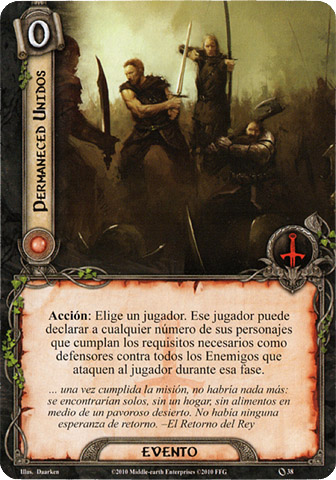 0
PERMANECED UNIDOS
Acción: Elige un jugador. Ese jugador puede
declarar a cualquier número de sus personajes
que cumplan los requisitos necesarios como
defensores contra todos los Enemigos que
ataquen al jugador durante esa fase.
... una vez cumplida la misión, no habría nada más:
se encontrarían solos, sin un hogar, sin alimentos en
medio de un pavoroso desierto. No había ninguna
esperanza de retorno. –El Retorno del Rey
EVENTO
Illus. Daarken
©2010 Middle-earth Enterprises ©2010 FFG
38